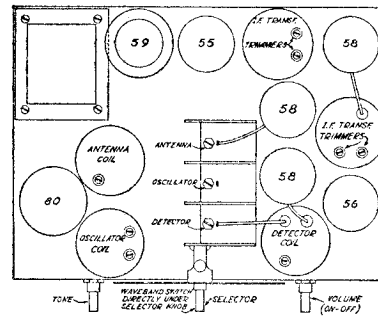 59
55
I.F. TRANSF.
TRIMMERS
58
58
I.F. TRANSF.
TRIMMERS
ANTENNA
ANTENNA
COIL
OSCILLATOR
58
80
56
DETECTOR
OSCILLATOR
COIL
DETECTOR
COIL
TONE
WAVEBAND SWITCH
DIRECTLY UNDER
SELECTOR KNOB
SELECTOR
VOLUME
(ON-OFF)